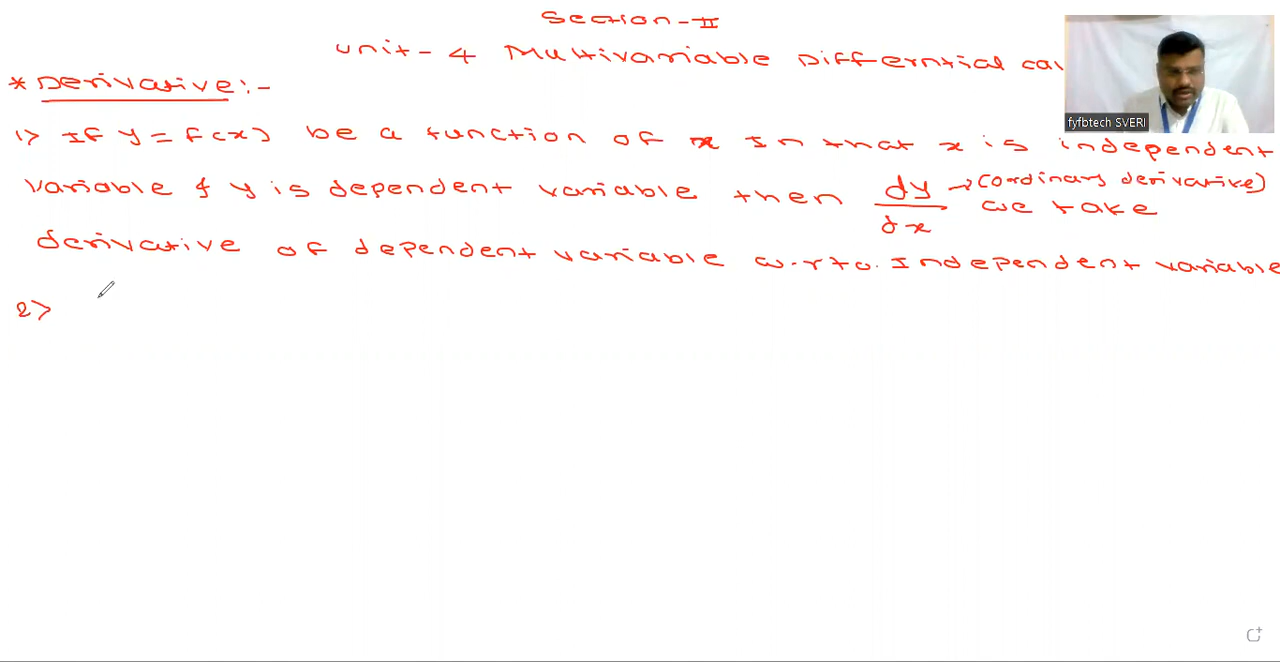 Section-II
Unit-4 Multivariable Differntial cal
* Derivative:-
1) If y = f(x) be a function of x In that x is independent
variable & y is dependent variable then dy/dx →(ordinary derivative) we take
derivative of dependent variable w.r.to. Independent variable
2)
fyfbtech SVERI